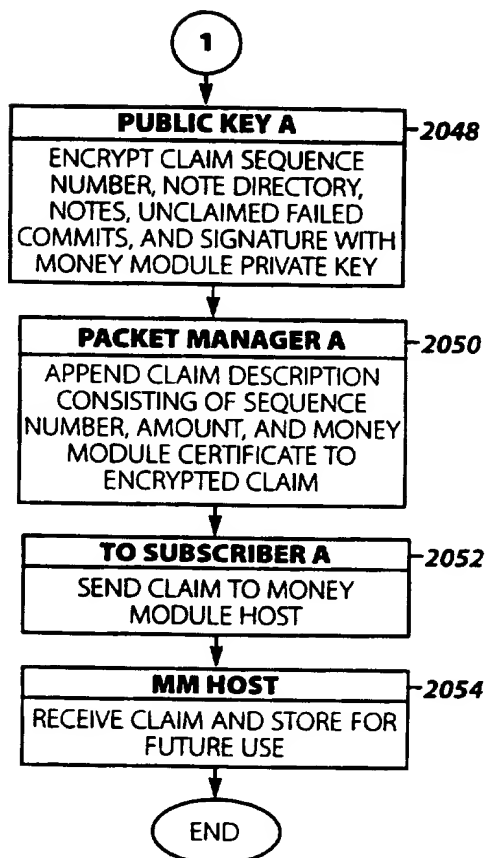 1
PUBLIC KEY A
2048
ENCRYPT CLAIM SEQUENCE
NUMBER, NOTE DIRECTORY,
NOTES, UNCLAIMED FAILED
COMMITS, AND SIGNATURE WITH
MONEY MODULE PRIVATE KEY
PACKET MANAGER A
2050
APPEND CLAIM DESCRIPTION
CONSISTING OF SEQUENCE
NUMBER, AMOUNT, AND MONEY
MODULE CERTIFICATE TO
ENCRYPTED CLAIM
TO SUBSCRIBER A
2052
SEND CLAIM TO MONEY
MODULE HOST
MM HOST
2054
RECEIVE CLAIM AND STORE FOR
FUTURE USE
END